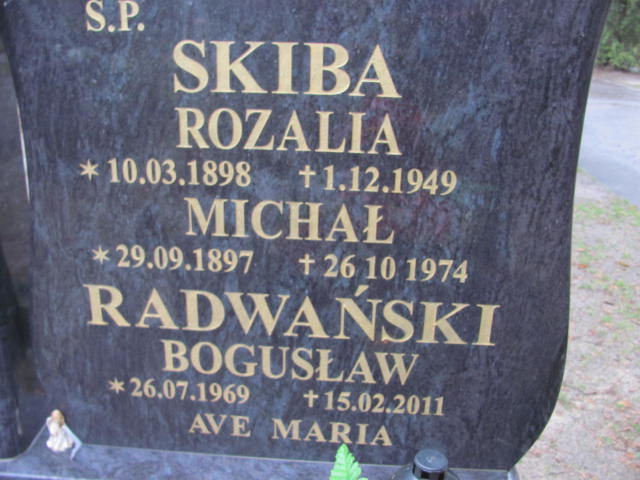 S.P.
SKIBA
ROZALIA
✶ 10.03.1898 ✝ 1.12.1949
MICHAŁ
✶ 29.09.1897 ✝ 26 10 1974
RADWAŃSKI
BOGUSŁAW
✶ 26.07.1969 ✝ 15.02.2011
AVE MARIA